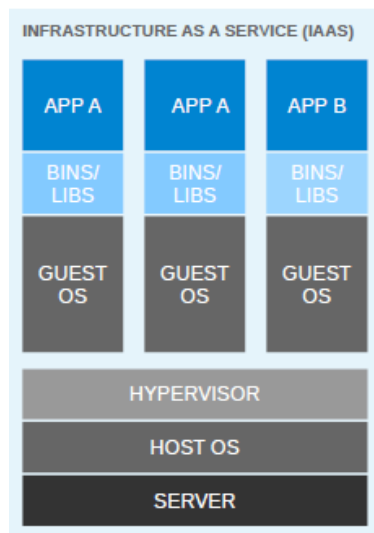 INFRASTRUCTURE AS A SERVICE (IAAS)
APP A
APP A
APP B
BINS/
LIBS
BINS/
LIBS
BINS/
LIBS
GUEST
OS
GUEST
OS
GUEST
OS
HYPERVISOR
HOST OS
SERVER